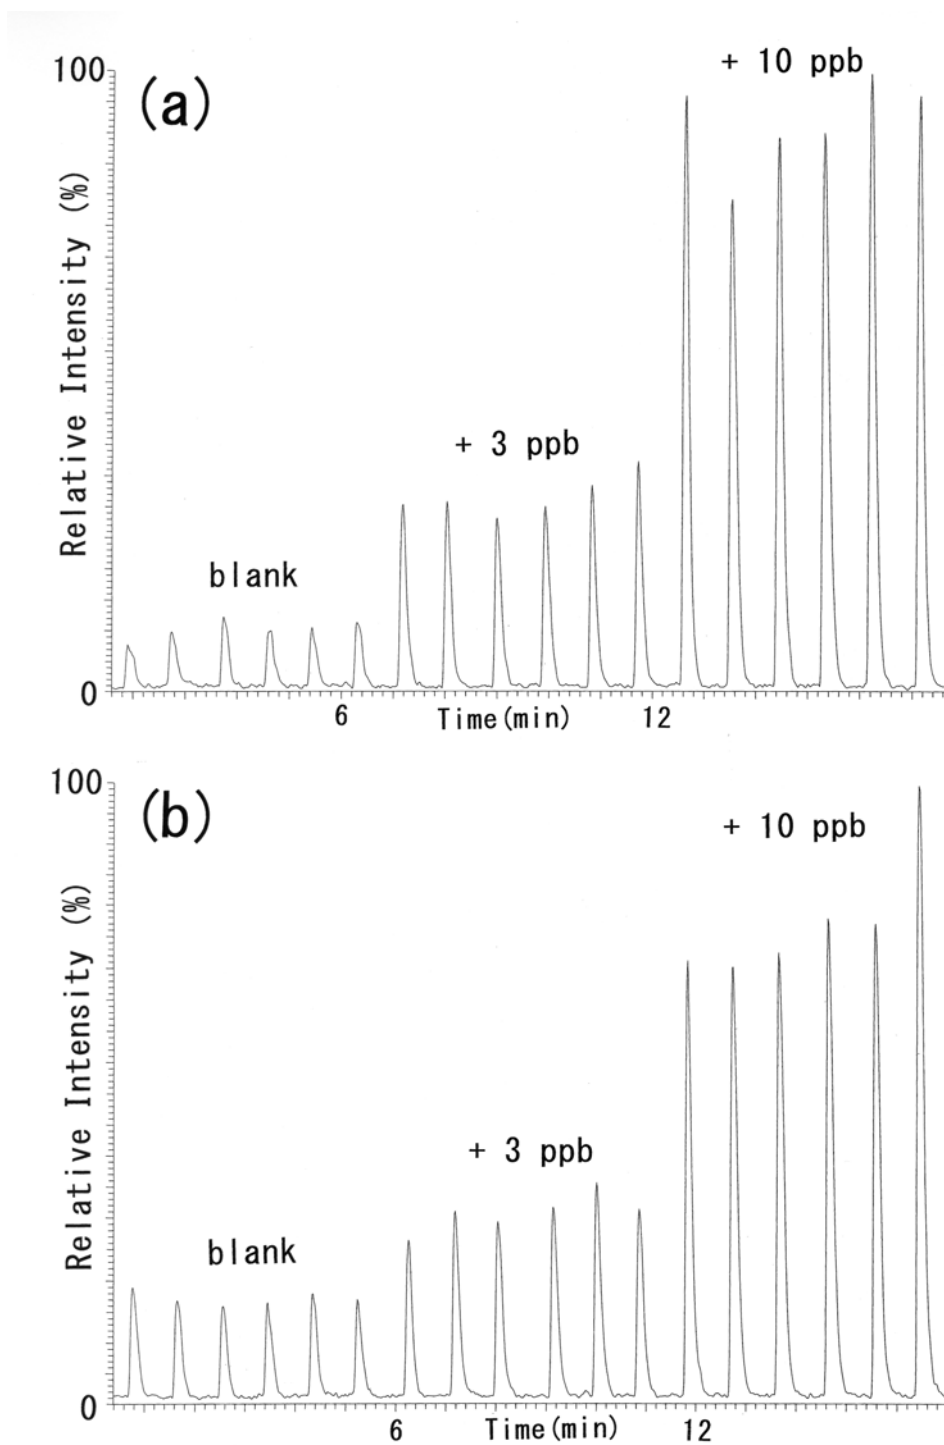 100
(a)
+ 10 ppb
Relative Intensity (%)
+ 3 ppb
blank
0
6
Time(min)
12
100
(b)
+ 10 ppb
Relative Intensity (%)
+ 3 ppb
blank
0
6
Time(min)
12